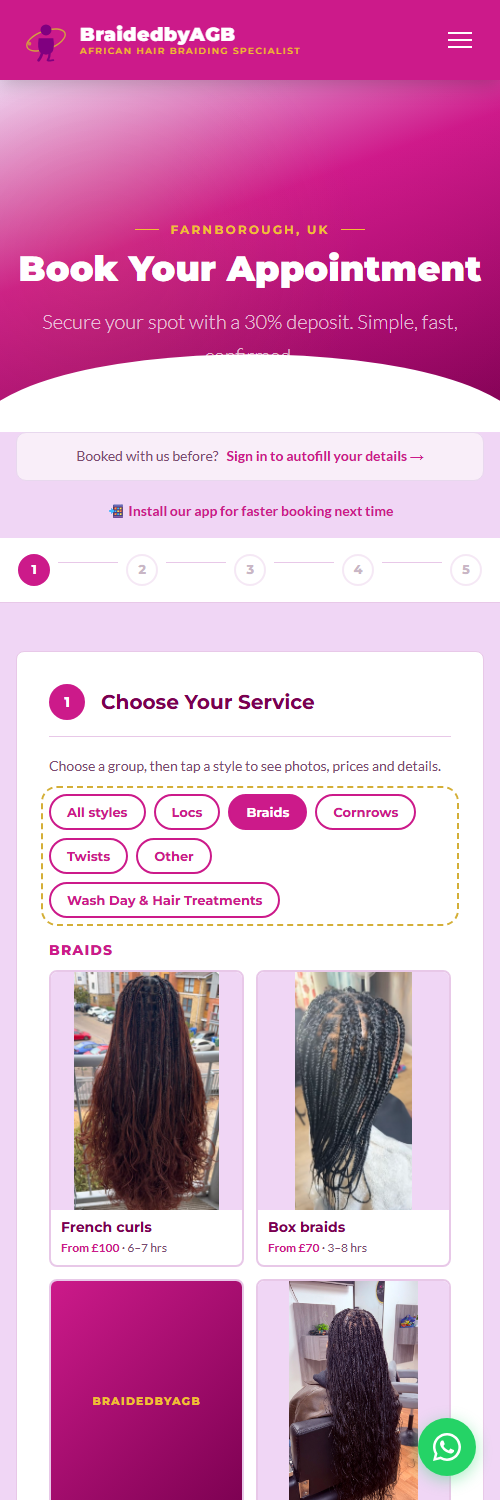 BraidedbyAGB
AFRICAN HAIR BRAIDING SPECIALIST
FARNBOROUGH, UK
Book Your Appointment
Secure your spot with a 30% deposit. Simple, fast,
confirmed.
Booked with us before? Sign in to autofill your details →
Install our app for faster booking next time
1 2 3 4 5
1 Choose Your Service
Choose a group, then tap a style to see photos, prices and details.
All styles Locs Braids Cornrows
Twists Other
Wash Day & Hair Treatments
BRAIDS
French curls
From £100 · 6–7 hrs
Box braids
From £70 · 3–8 hrs
BRAIDEDBYAGB